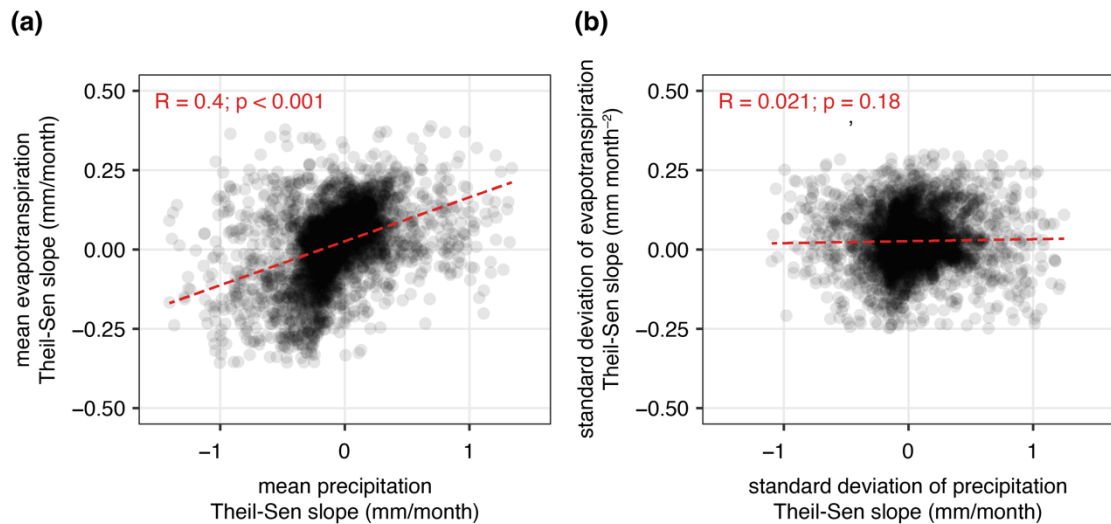 (a)
mean evapotranspiration
Theil-Sen slope (mm/month)
0.50
0.25
0.00
−0.25
−0.50
R = 0.4; p < 0.001
−1
0
1
mean precipitation
Theil-Sen slope (mm/month)
(b)
standard deviation of evapotranspiration
Theil-Sen slope (mm month⁻²)
0.50
0.25
0.00
−0.25
−0.50
R = 0.021; p = 0.18
,
−1
0
1
standard deviation of precipitation
Theil-Sen slope (mm/month)